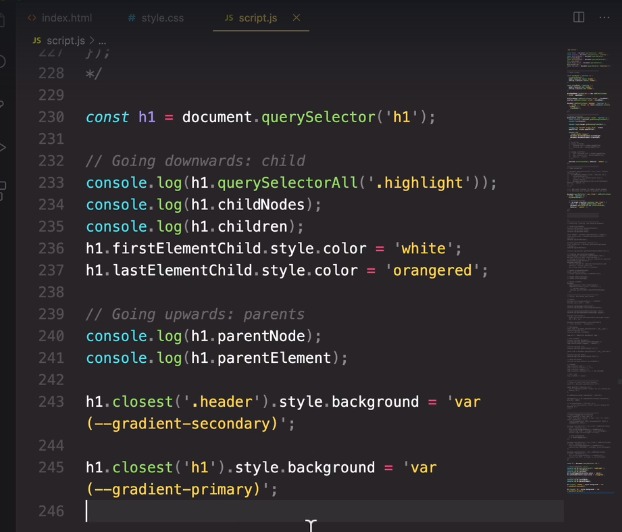 index.html # style.css JS script.js
JS script.js > ...
227 });
228 */
229
230 const h1 = document.querySelector('h1');
231
232 // Going downwards: child
233 console.log(h1.querySelectorAll('.highlight'));
234 console.log(h1.childNodes);
235 console.log(h1.children);
236 h1.firstElementChild.style.color = 'white';
237 h1.lastElementChild.style.color = 'orangered';
238
239 // Going upwards: parents
240 console.log(h1.parentNode);
241 console.log(h1.parentElement);
242
243 h1.closest('.header').style.background = 'var
(--gradient-secondary)';
244
245 h1.closest('h1').style.background = 'var
(--gradient-primary)';
246